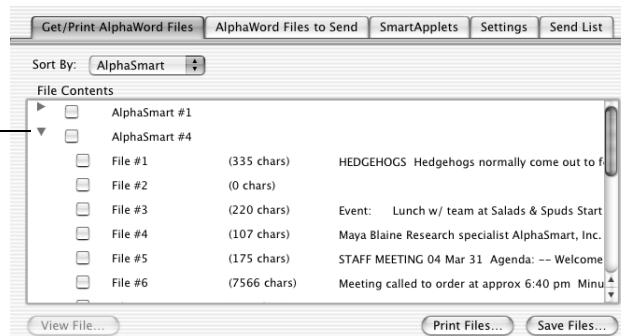 Get/Print AlphaWord Files AlphaWord Files to Send SmartApplets Settings Send List
Sort By: AlphaSmart
File Contents
AlphaSmart #1
AlphaSmart #4
File #1 (335 chars) HEDGEHOGS Hedgehogs normally come out to
File #2 (0 chars)
File #3 (220 chars) Event: Lunch w/ team at Salads & Spuds Start
File #4 (107 chars) Maya Blaine Research specialist AlphaSmart, Inc.
File #5 (175 chars) STAFF MEETING 04 Mar 31 Agenda: -- Welcome
File #6 (7566 chars) Meeting called to order at approx 6:40 pm Minu
View File... Print Files... Save Files...